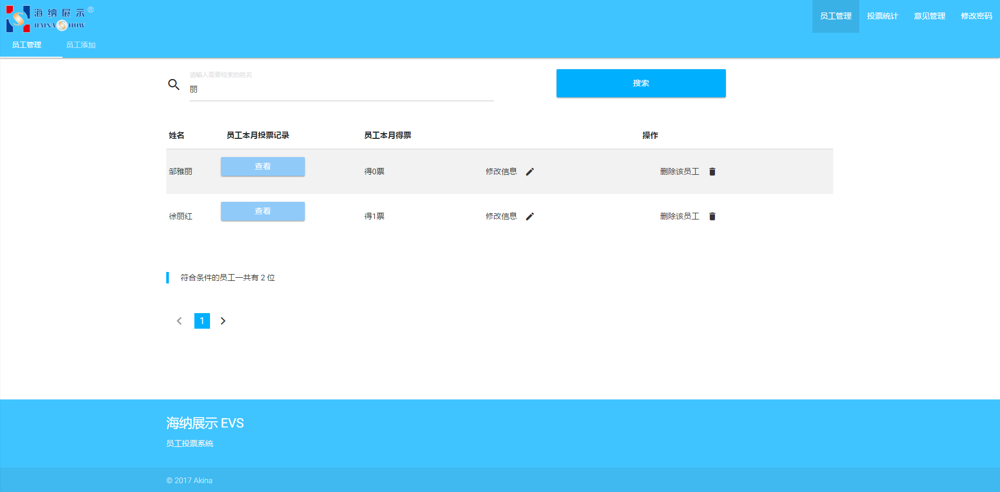 海纳展示®
HAINA SHOW
员工管理 投票统计 意见管理 修改密码
员工管理 员工添加
请输入需要检索的姓名
丽
搜索
姓名 员工本月投票记录 员工本月得票 操作
邹雅丽 查看 得0票 修改信息 删除该员工
徐丽红 查看 得1票 修改信息 删除该员工
符合条件的员工一共有 2 位
1
海纳展示 EVS
员工投票系统
© 2017 Akina